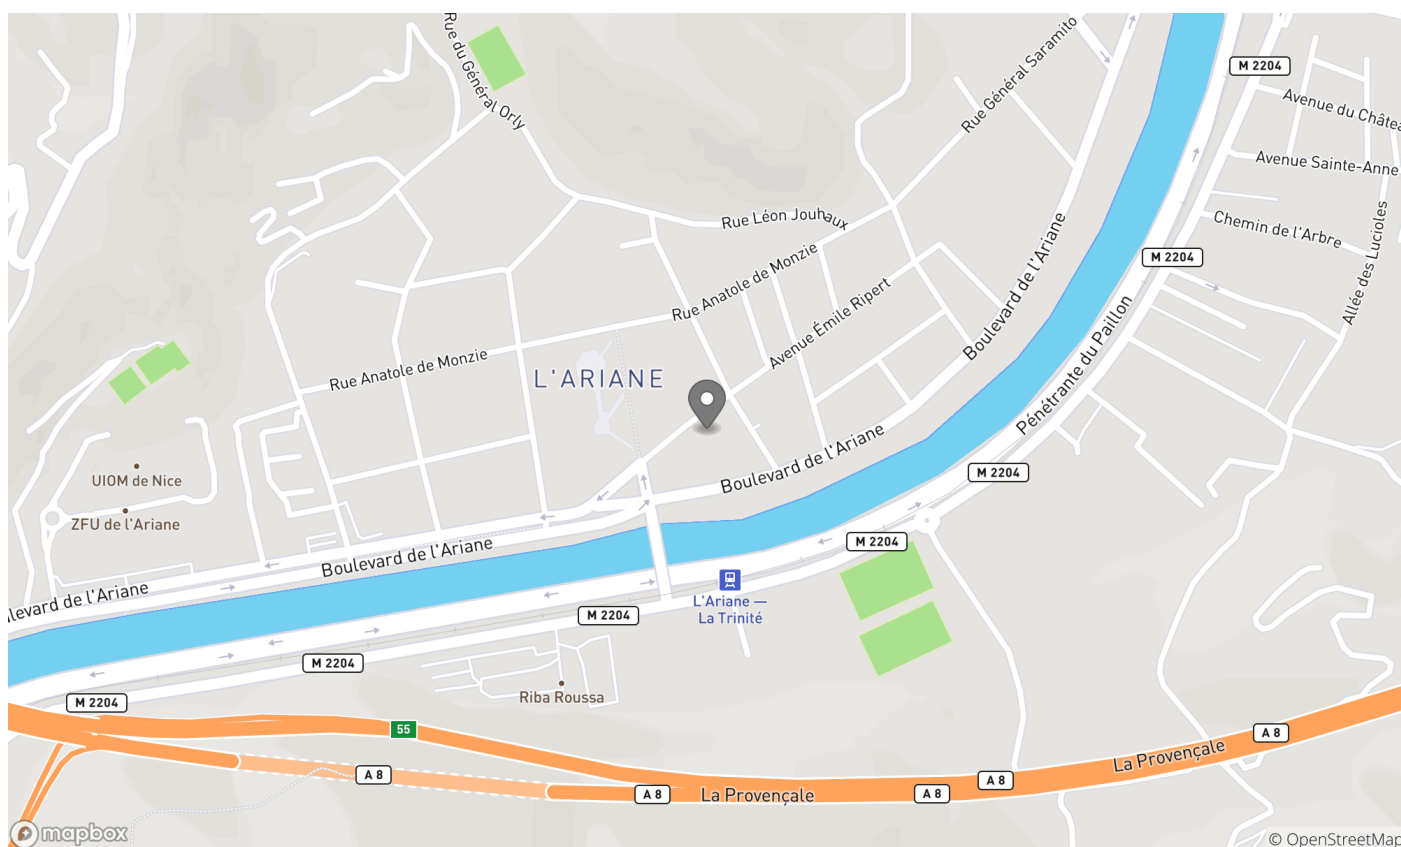 Rue du Général Orly
Rue Général Saramito
M 2204
Avenue du Châtea
Avenue Sainte-Anne
Rue Léon Jouhaux
Chemin de l'Arbre
Allée des Lucioles
M 2204
Rue Anatole de Monzie
Boulevard de l'Ariane
Avenue Émile Ripert
Pénétrante du Paillon
Rue Anatole de Monzie
L'ARIANE
UIOM de Nice
Boulevard de l'Ariane
M 2204
ZFU de l'Ariane
M 2204
Boulevard de l'Ariane
levard de l'Ariane
L'Ariane —
La Trinité
M 2204
M 2204
Riba Roussa
M 2204
55
A 8
La Provençale
A 8
A 8
A 8
La Provençale
A 8
mapbox
© OpenStreetMap